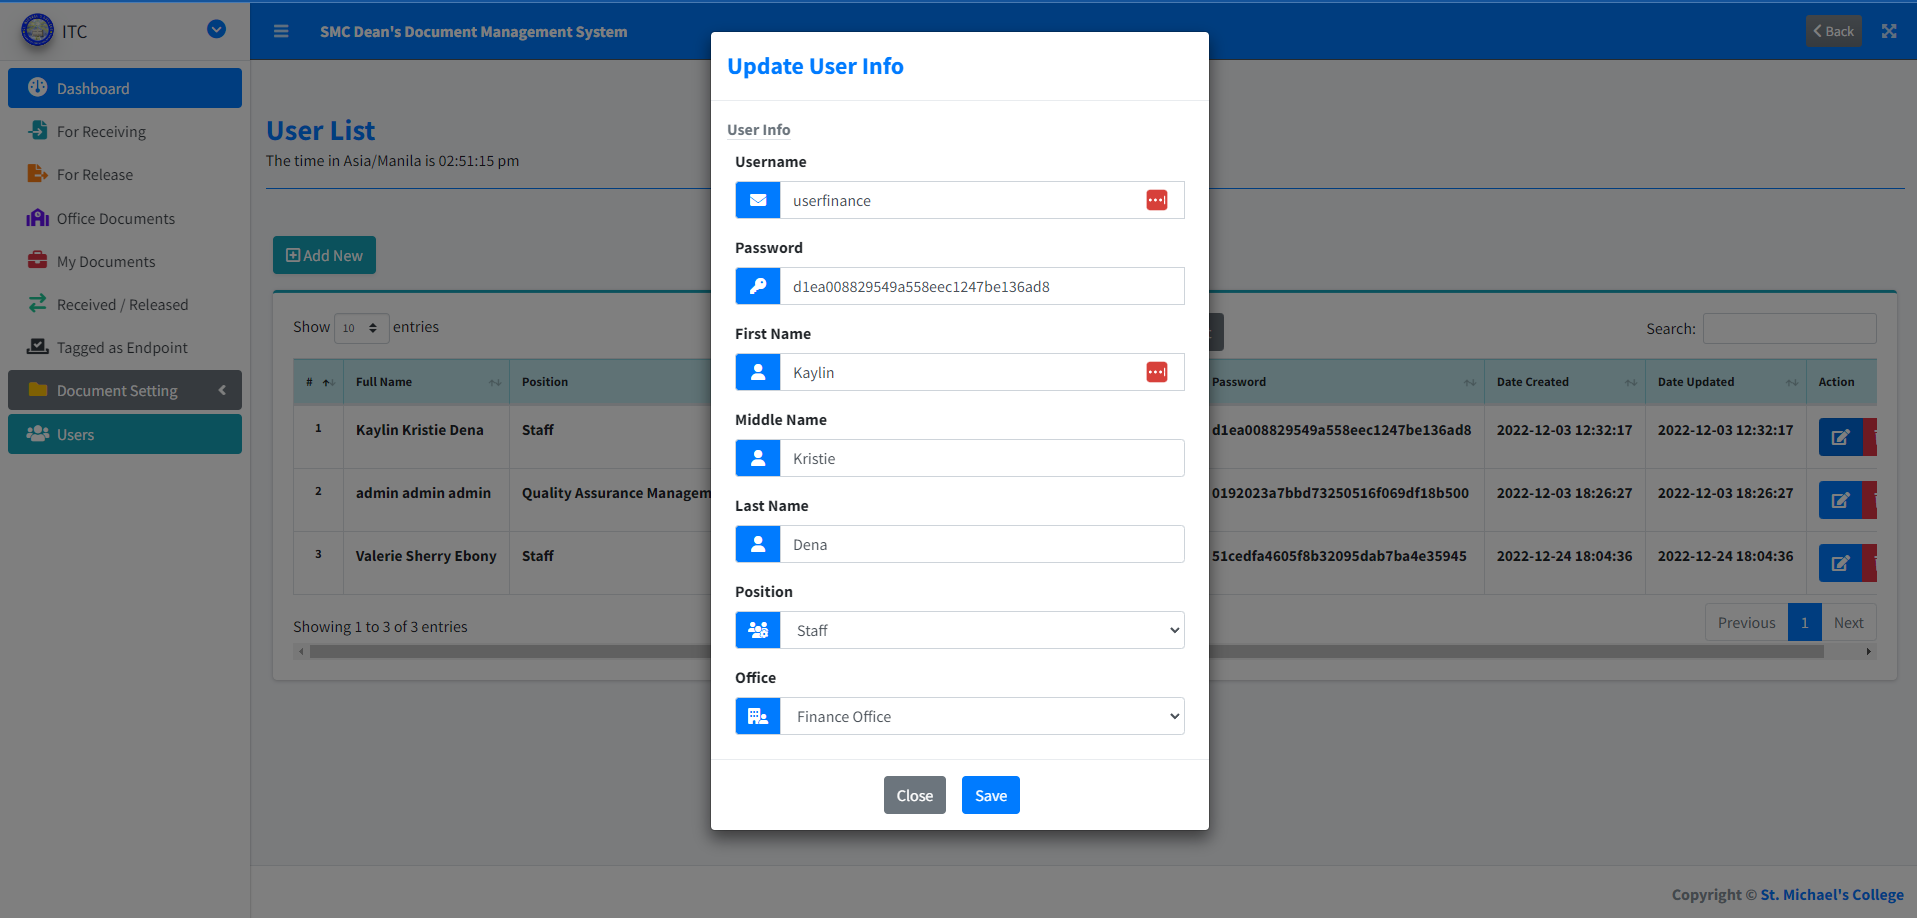 ITC
SMC Dean's Document Management System
Back
Dashboard
For Receiving
For Release
Office Documents
My Documents
Received / Released
Tagged as Endpoint
Document Setting
Users
User List
The time in Asia/Manila is 02:51:15 pm
Add New
Show 10 entries
Search:
# Full Name Position Password Date Created Date Updated Action
1 Kaylin Kristie Dena Staff d1ea008829549a558eec1247be136ad8 2022-12-03 12:32:17 2022-12-03 12:32:17
2 admin admin admin Quality Assurance Managem 0192023a7bbd73250516f069df18b500 2022-12-03 18:26:27 2022-12-03 18:26:27
3 Valerie Sherry Ebony Staff 51cedfa4605f8b32095dab7ba4e35945 2022-12-24 18:04:36 2022-12-24 18:04:36
Showing 1 to 3 of 3 entries
Previous 1 Next
Update User Info
User Info
Username
userfinance
Password
d1ea008829549a558eec1247be136ad8
First Name
Kaylin
Middle Name
Kristie
Last Name
Dena
Position
Staff
Office
Finance Office
Close Save
Copyright © St. Michael's College